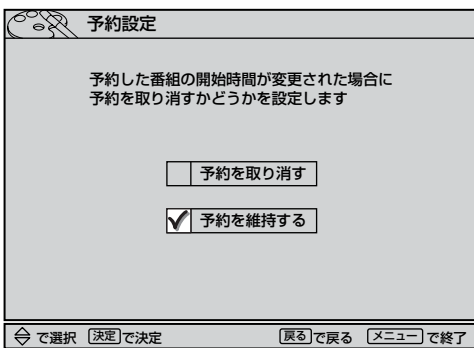 予約設定
予約した番組の開始時間が変更された場合に
予約を取り消すかどうかを設定します
予約を取り消す
予約を維持する
で選択 決定で決定 戻るで戻る メニューで終了